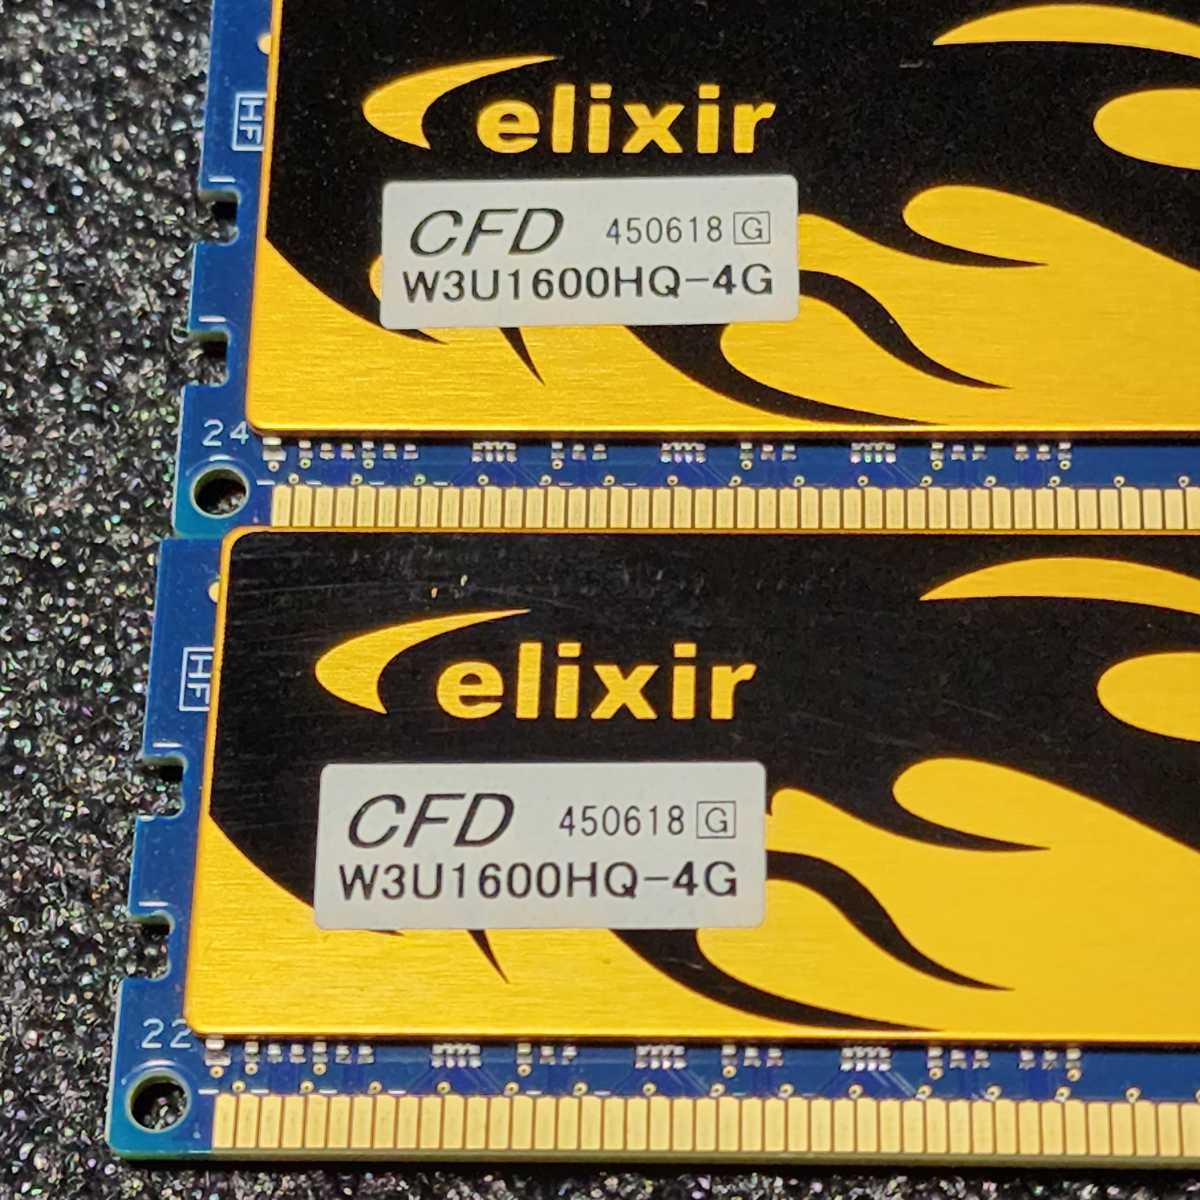 HF
elixir
CFD 450618 G
W3U1600HQ-4G
24
HF
elixir
CFD 450618 G
W3U1600HQ-4G
22